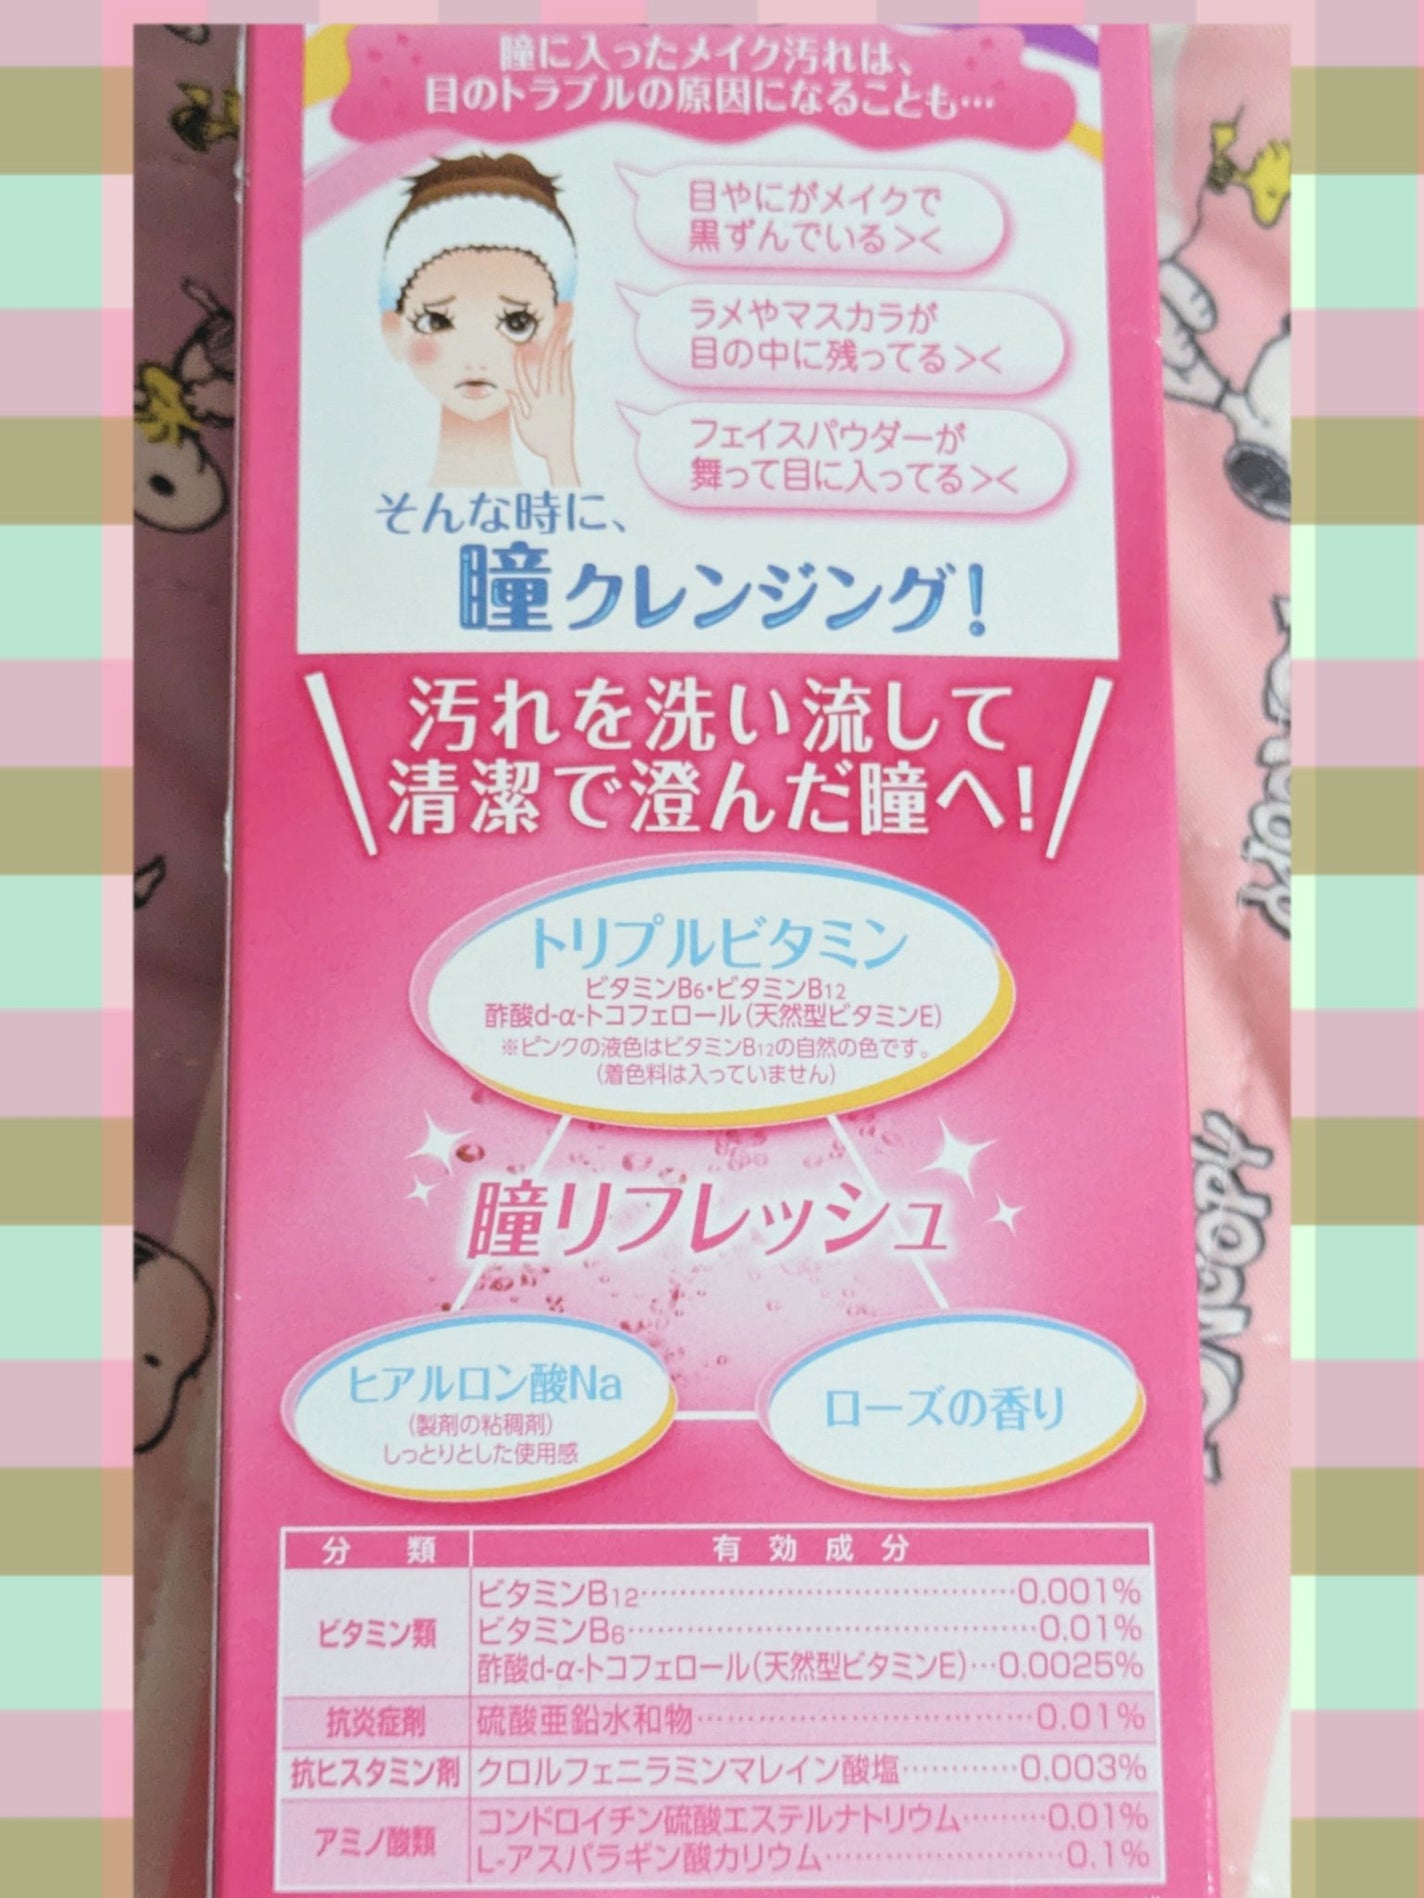 瞳に入ったメイク汚れは、
目のトラブルの原因になることも…
目やにがメイクで
黒ずんでいる><
ラメやマスカラが
目の中に残ってる><
フェイスパウダーが
舞って目に入ってる><
そんな時に、
瞳クレンジング!
汚れを洗い流して
清潔で澄んだ瞳へ!
トリプルビタミン
ビタミンB6・ビタミンB12
酢酸d-α-トコフェロール(天然型ビタミンE)
※ピンクの液色はビタミンB12の自然の色です。
(着色料は入っていません)
瞳リフレッシュ
ヒアルロン酸Na
(製剤の粘稠剤)
しっとりとした使用感
ローズの香り
分類 有効成分
ビタミン類
ビタミンB12……0.001%
ビタミンB6……0.01%
酢酸d-α-トコフェロール(天然型ビタミンE)…0.0025%
抗炎症剤 硫酸亜鉛水和物……0.01%
抗ヒスタミン剤 クロルフェニラミンマレイン酸塩……0.003%
アミノ酸類
コンドロイチン硫酸エステルナトリウム……0.01%
L-アスパラギン酸カリウム……0.1%